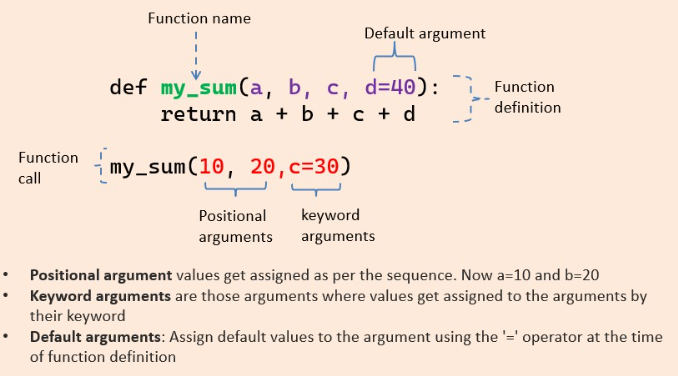 Function name
Default argument
def my_sum(a, b, c, d=40):
return a + b + c + d
Function
definition
Function
call
my_sum(10, 20,c=30)
Positional
arguments
keyword
arguments
• Positional argument values get assigned as per the sequence. Now a=10 and b=20
• Keyword arguments are those arguments where values get assigned to the arguments by
their keyword
• Default arguments: Assign default values to the argument using the '=' operator at the time
of function definition